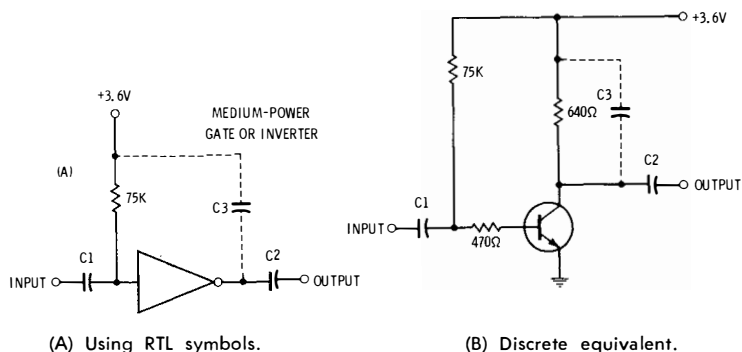 +3.6V
MEDIUM-POWER
GATE OR INVERTER
(A)
75K
C3
C1
C2
INPUT
OUTPUT
(A) Using RTL symbols.
+3.6V
75K
C3
640Ω
C2
OUTPUT
C1
INPUT
470Ω
(B) Discrete equivalent.